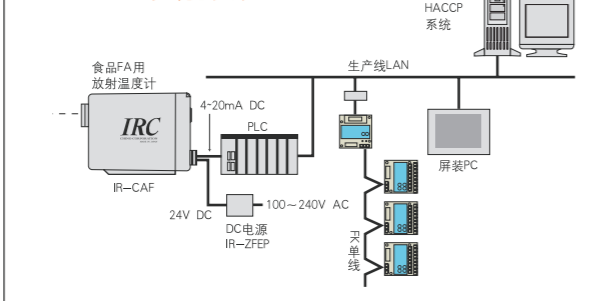 HACCP
系统
生产线LAN
食品FA用
放射温度计
4~20mA DC
IRC
PLC
屏装PC
IR-CAF
24V DC
100~240V AC
DC电源
IR-ZFEP
FK单线